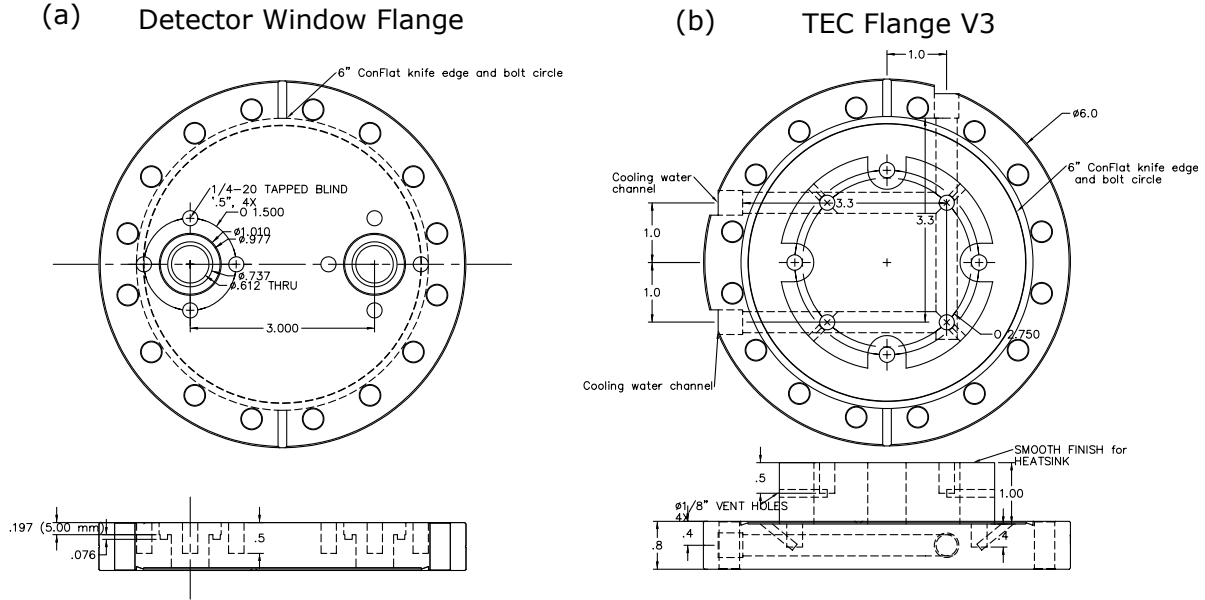 (a)
Detector Window Flange
6" ConFlat knife edge and bolt circle
1/4-20 TAPPED BLIND
.5", 4X
O 1.500
ø1.010
ø.977
ø.737
ø.612 THRU
3.000
.197 (5.00 mm)
.076
.5
(b)
TEC Flange V3
1.0
ø6.0
6" ConFlat knife edge
and bolt circle
Cooling water
channel
3.3
3.3
1.0
1.0
O 2.750
Cooling water channel
SMOOTH FINISH for
HEATSINK
.5
1.00
ø1/8" VENT HOLES
4X
.4
.4
.8